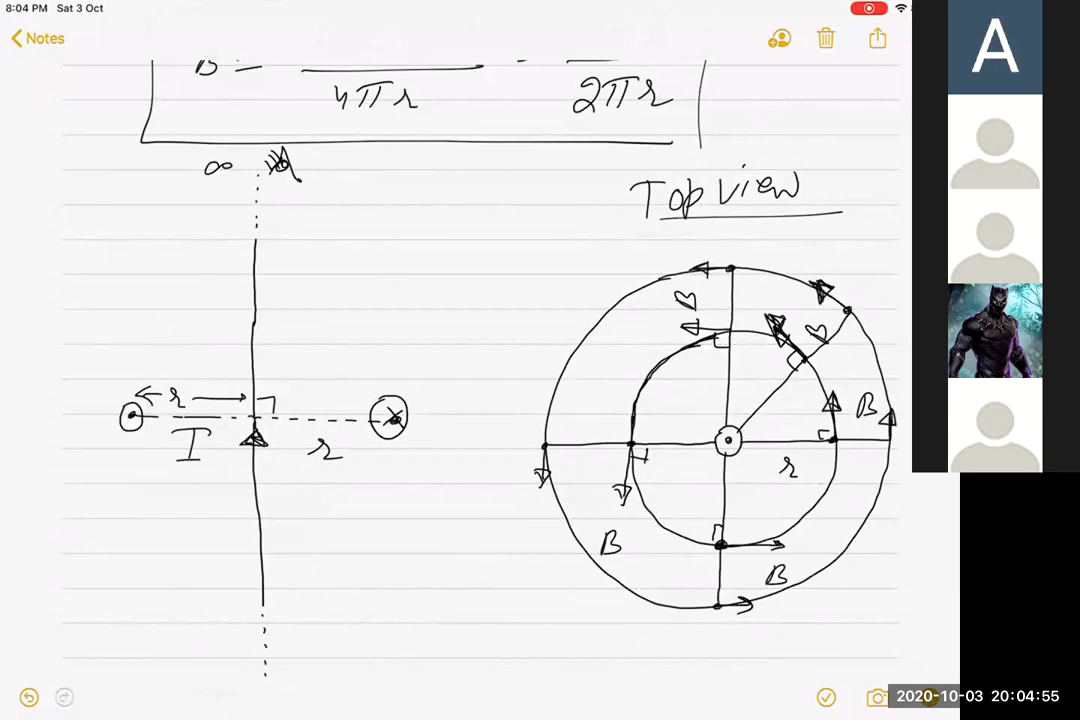 8:04 PM Sat 3 Oct
Notes
A
B =
4πr
2πr
∞
Top view
r
I
r
B
B
B
r
B
B
2020-10-03 20:04:55